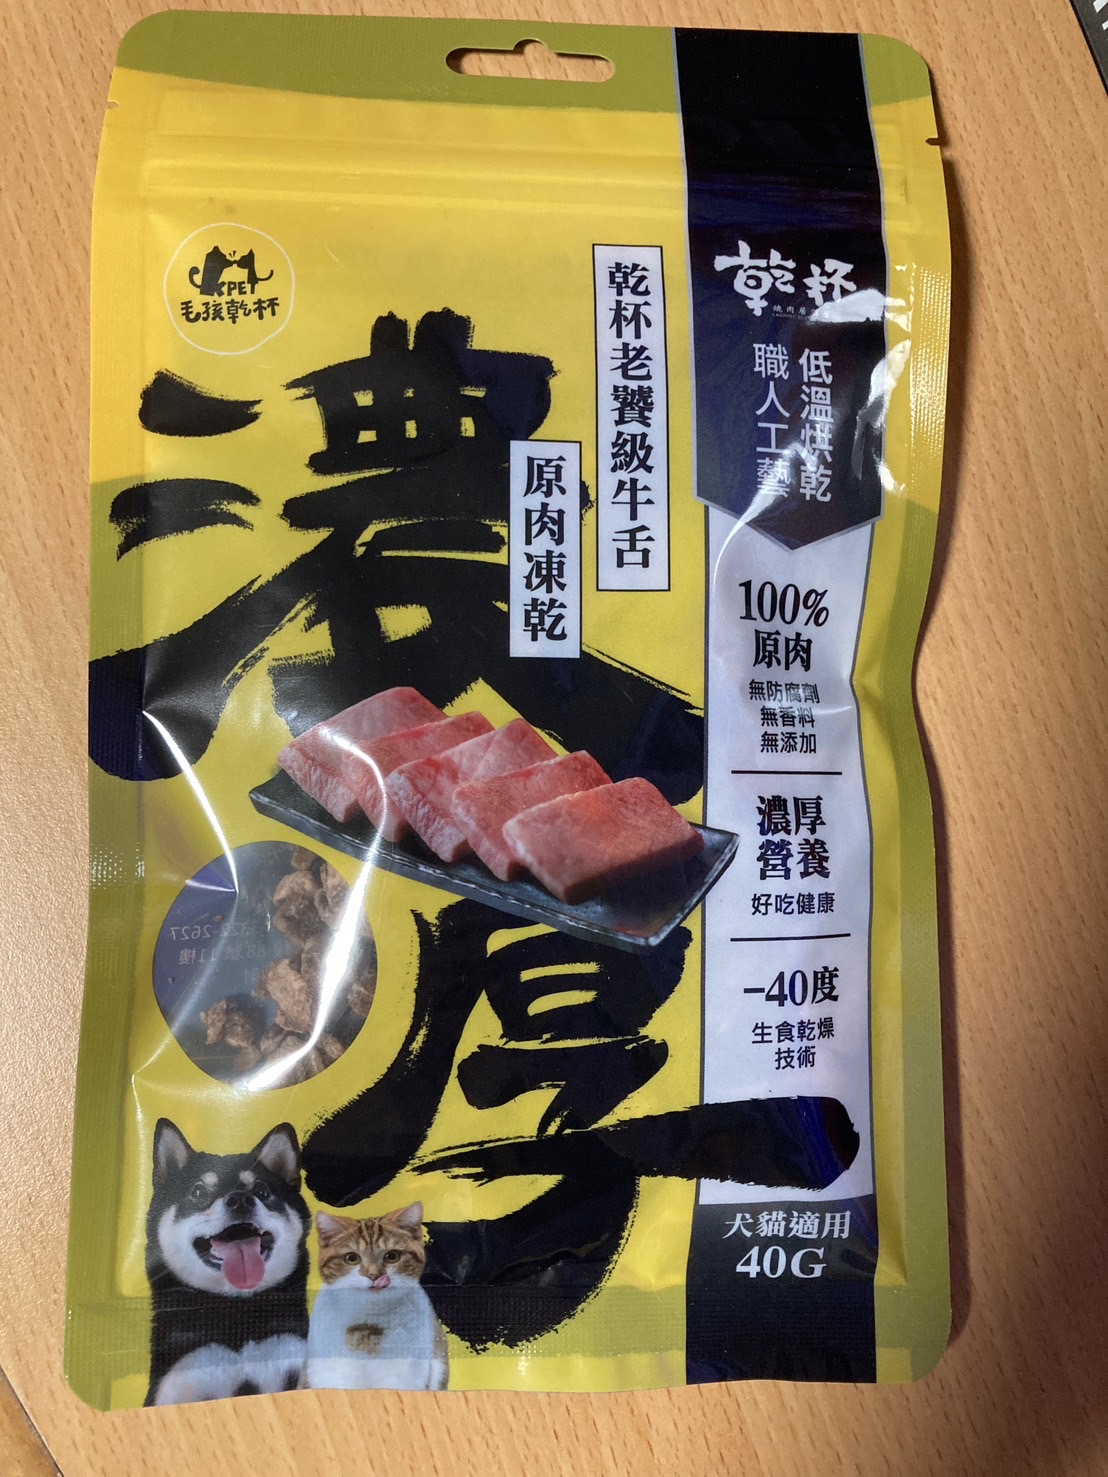 KPET
毛孩乾杯
濃厚
乾杯老饕級牛舌
原肉凍乾
乾杯
低溫烘乾
職人工藝
100%
原肉
無防腐劑
無香料
無添加
濃厚
營養
好吃健康
-40度
生食乾燥
技術
犬貓適用
40G